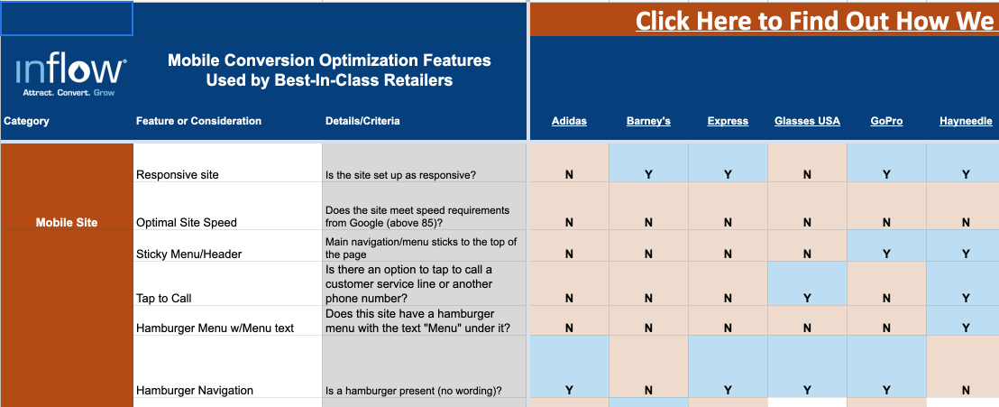 Click Here to Find Out How We
inflow®
Attract. Convert. Grow
Mobile Conversion Optimization Features
Used by Best-In-Class Retailers
Category Feature or Consideration Details/Criteria Adidas Barney's Express Glasses USA GoPro Hayneedle
Responsive site Is the site set up as responsive? N Y Y N Y Y
Does the site meet speed requirements
Mobile Site Optimal Site Speed from Google (above 85)? N N N N N N
Main navigation/menu sticks to the top of
Sticky Menu/Header the page N N N N Y Y
Is there an option to tap to call a
customer service line or another
Tap to Call phone number? N N N Y N Y
Does this site have a hamburger
Hamburger Menu w/Menu text menu with the text "Menu" under it? N N N N N Y
Hamburger Navigation Is a hamburger present (no wording)? Y N Y Y Y N